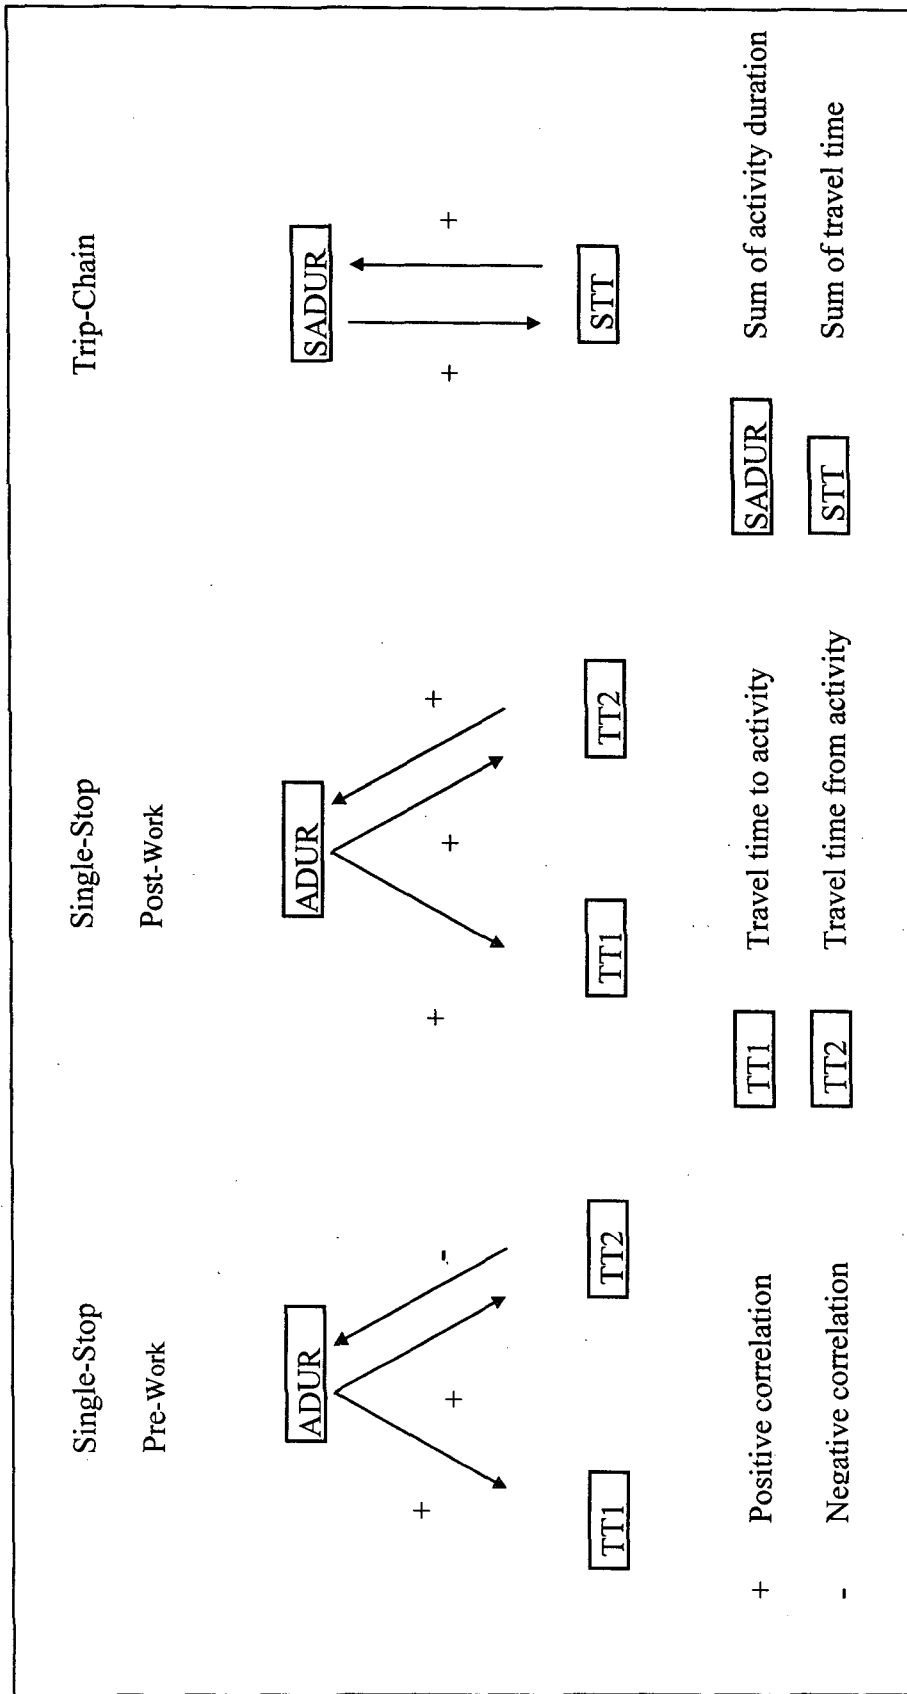 Single-Stop
Pre-Work
ADUR
+
+
-
TT1
TT2
Single-Stop
Post-Work
ADUR
+
+
+
TT1
TT2
Trip-Chain
SADUR
+
+
STT
+ Positive correlation
- Negative correlation
TT1 Travel time to activity
TT2 Travel time from activity
SADUR Sum of activity duration
STT Sum of travel time